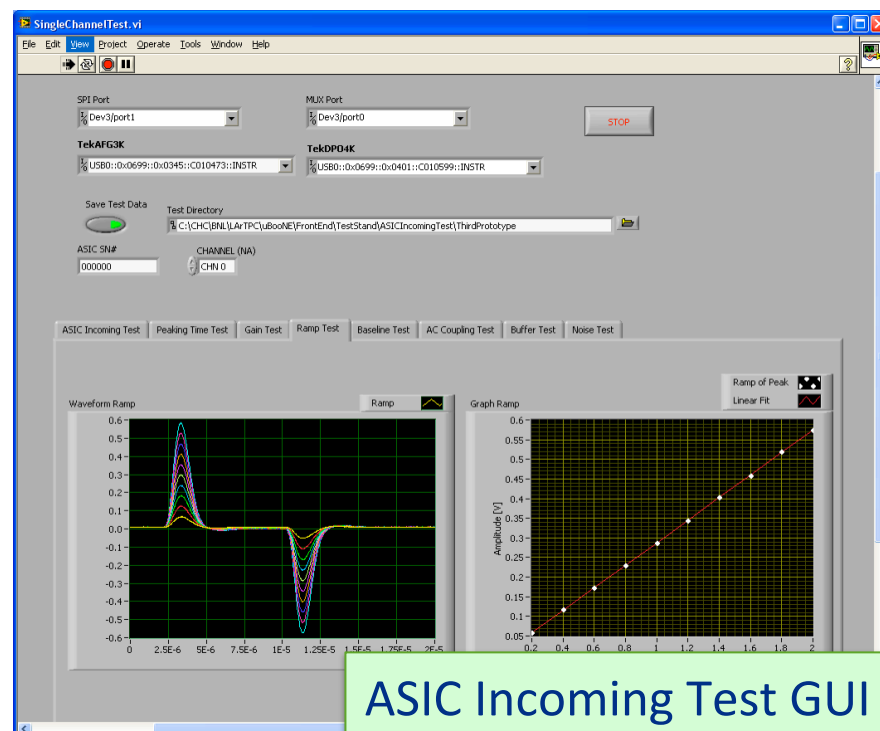 SingleChannelTest.vi
File Edit View Project Operate Tools Window Help
SPI Port
MUX Port
Dev3/port1
Dev3/port0
STOP
TekAFG3K
TekDPO4K
USB0::0x0699::0x0345::C010473::INSTR
USB0::0x0699::0x0401::C010599::INSTR
Save Test Data
Test Directory
C:\CHC\BNL\LArTPC\uBooNE\FrontEnd\TestStand\ASICIncomingTest\ThirdPrototype
ASIC SN#
CHANNEL (NA)
000000
CHN 0
ASIC Incoming Test Peaking Time Test Gain Test Ramp Test Baseline Test AC Coupling Test Buffer Test Noise Test
Waveform Ramp
Ramp
0.6
0.5
0.4
0.3
0.2
0.1
0.0
-0.1
-0.2
-0.3
-0.4
-0.5
-0.6
0 2.5E-6 5E-6 7.5E-6 1E-5 1.25E-5 1.5E-5 1.75E-5 2E-5
Graph Ramp
Ramp of Peak
Linear Fit
Amplitude [V]
0.6
0.55
0.5
0.45
0.4
0.35
0.3
0.25
0.2
0.15
0.1
0.05
0.2 0.4 0.6 0.8 1 1.2 1.4 1.6 1.8 2
ASIC Incoming Test GUI